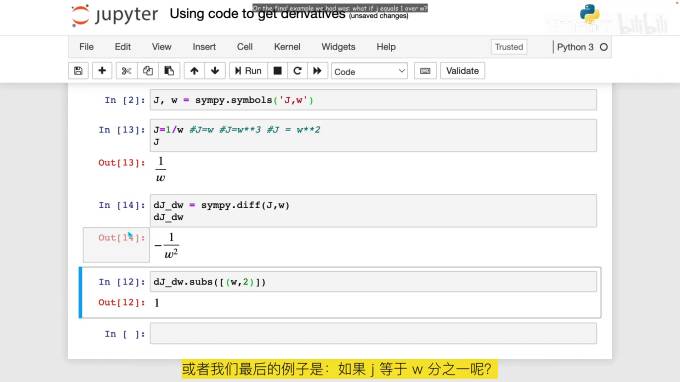 Or the final example we had was: what if j equals 1 over w?
jupyter Using code to get derivatives (unsaved changes)
bilibili
File Edit View Insert Cell Kernel Widgets Help Trusted Python 3
Run Code Validate
In [2]: J, w = sympy.symbols('J,w')
In [13]: J=1/w #J=w #J=w**3 #J = w**2
J
Out[13]: 1/w
In [14]: dJ_dw = sympy.diff(J,w)
dJ_dw
Out[14]: −1/w²
In [12]: dJ_dw.subs([(w,2)])
Out[12]: 1
In [ ]:
或者我们最后的例子是：如果 j 等于 w 分之一呢？